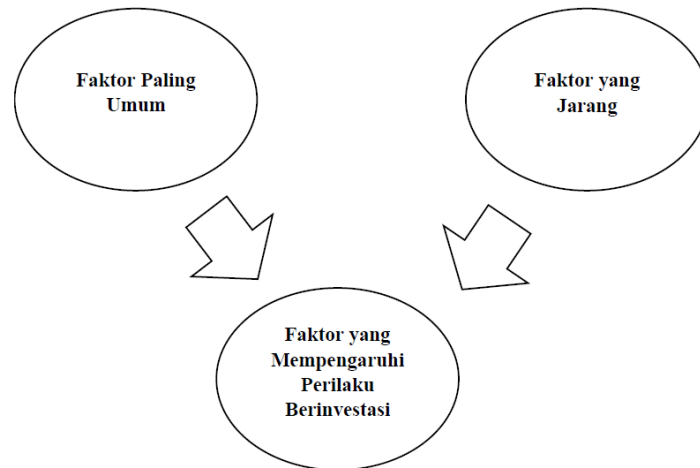 Faktor Paling
Umum
Faktor yang
Jarang
Faktor yang
Mempengaruhi
Perilaku
Berinvestasi